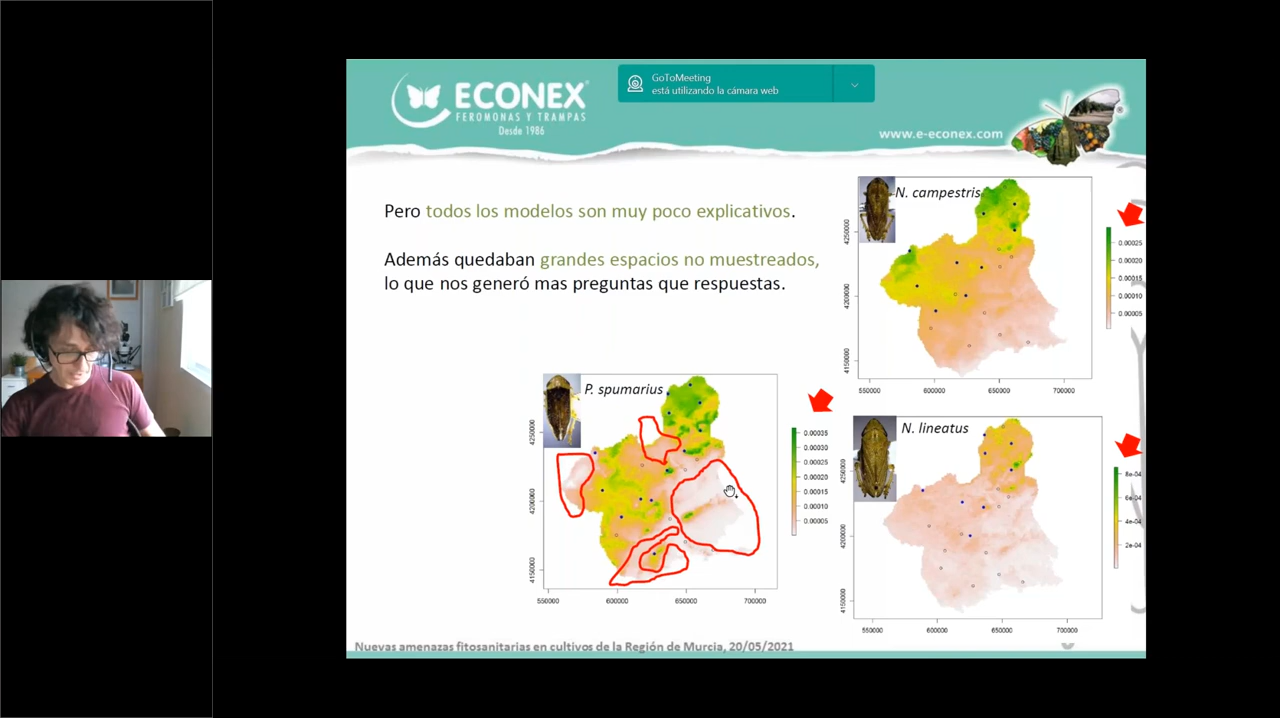 GoToMeeting
está utilizando la cámara web
ECONEX
FEROMONAS Y TRAMPAS
Desde 1986
www.e-econex.com
Pero todos los modelos son muy poco explicativos.
Además quedaban grandes espacios no muestreados,
lo que nos generó mas preguntas que respuestas.
N. campestris
4250000
4200000
4150000
550000 600000 650000 700000
0.00025
0.00020
0.00015
0.00010
0.00005
P. spumarius
4250000
4200000
4150000
550000 600000 650000 700000
0.00035
0.00030
0.00025
0.00020
0.00015
0.00010
0.00005
N. lineatus
4250000
4200000
4150000
550000 600000 650000 700000
8e-04
6e-04
4e-04
2e-04
Nuevas amenazas fitosanitarias en cultivos de la Región de Murcia, 20/05/2021